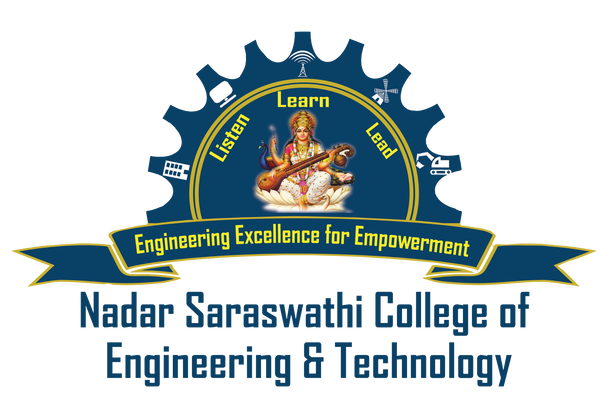 Listen
Learn
Lead
Engineering Excellence for Empowerment
Nadar Saraswathi College of
Engineering & Technology